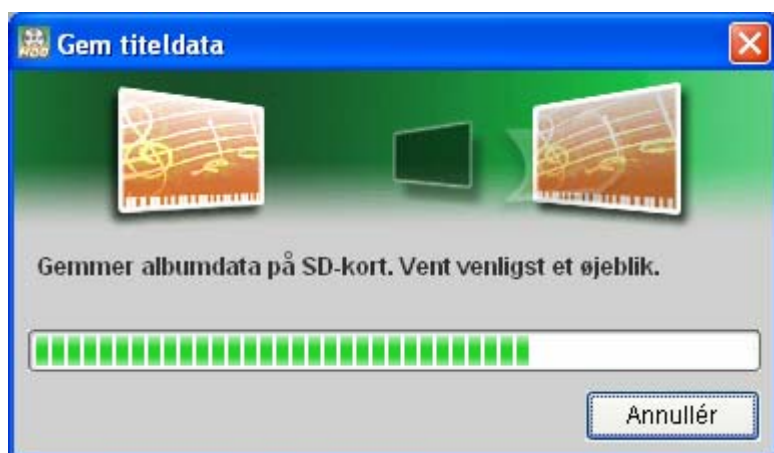 Gem titeldata
Gemmer albumdata på SD-kort. Vent venligst et øjeblik.
Annullér